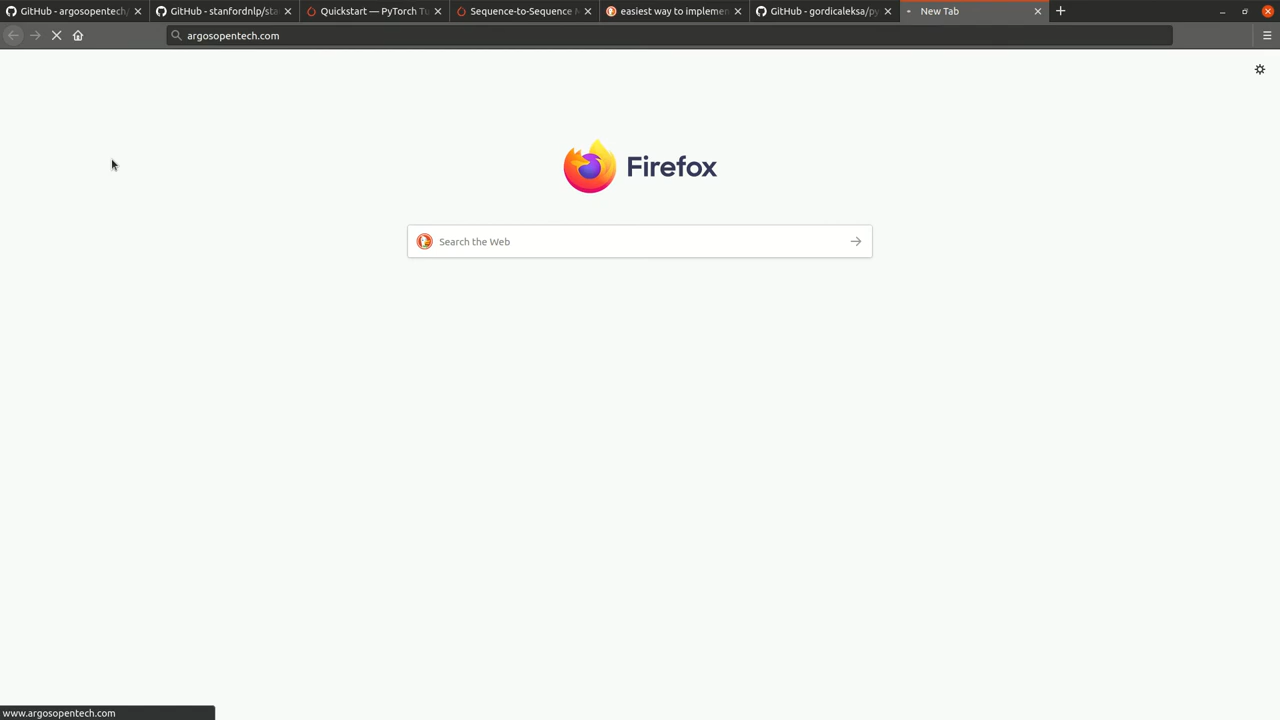 GitHub - argosopentech/
GitHub - stanfordnlp/sta
Quickstart — PyTorch Tu
Sequence-to-Sequence M
easiest way to implemen
GitHub - gordicaleksa/py
New Tab
argosopentech.com
Firefox
Search the Web
www.argosopentech.com